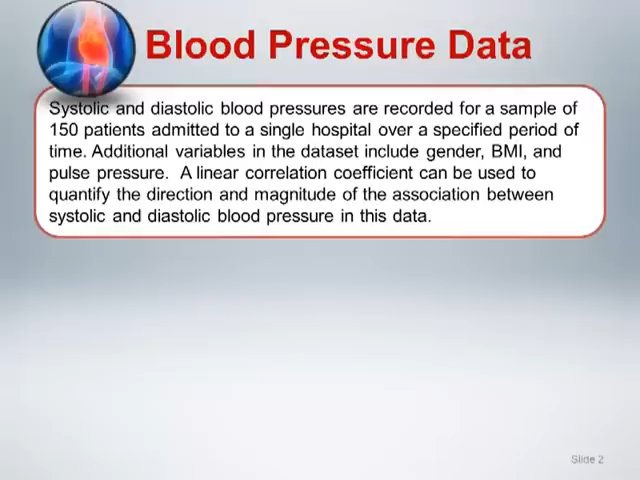 Blood Pressure Data
Systolic and diastolic blood pressures are recorded for a sample of
150 patients admitted to a single hospital over a specified period of
time. Additional variables in the dataset include gender, BMI, and
pulse pressure.  A linear correlation coefficient can be used to
quantify the direction and magnitude of the association between
systolic and diastolic blood pressure in this data.
Slide 2